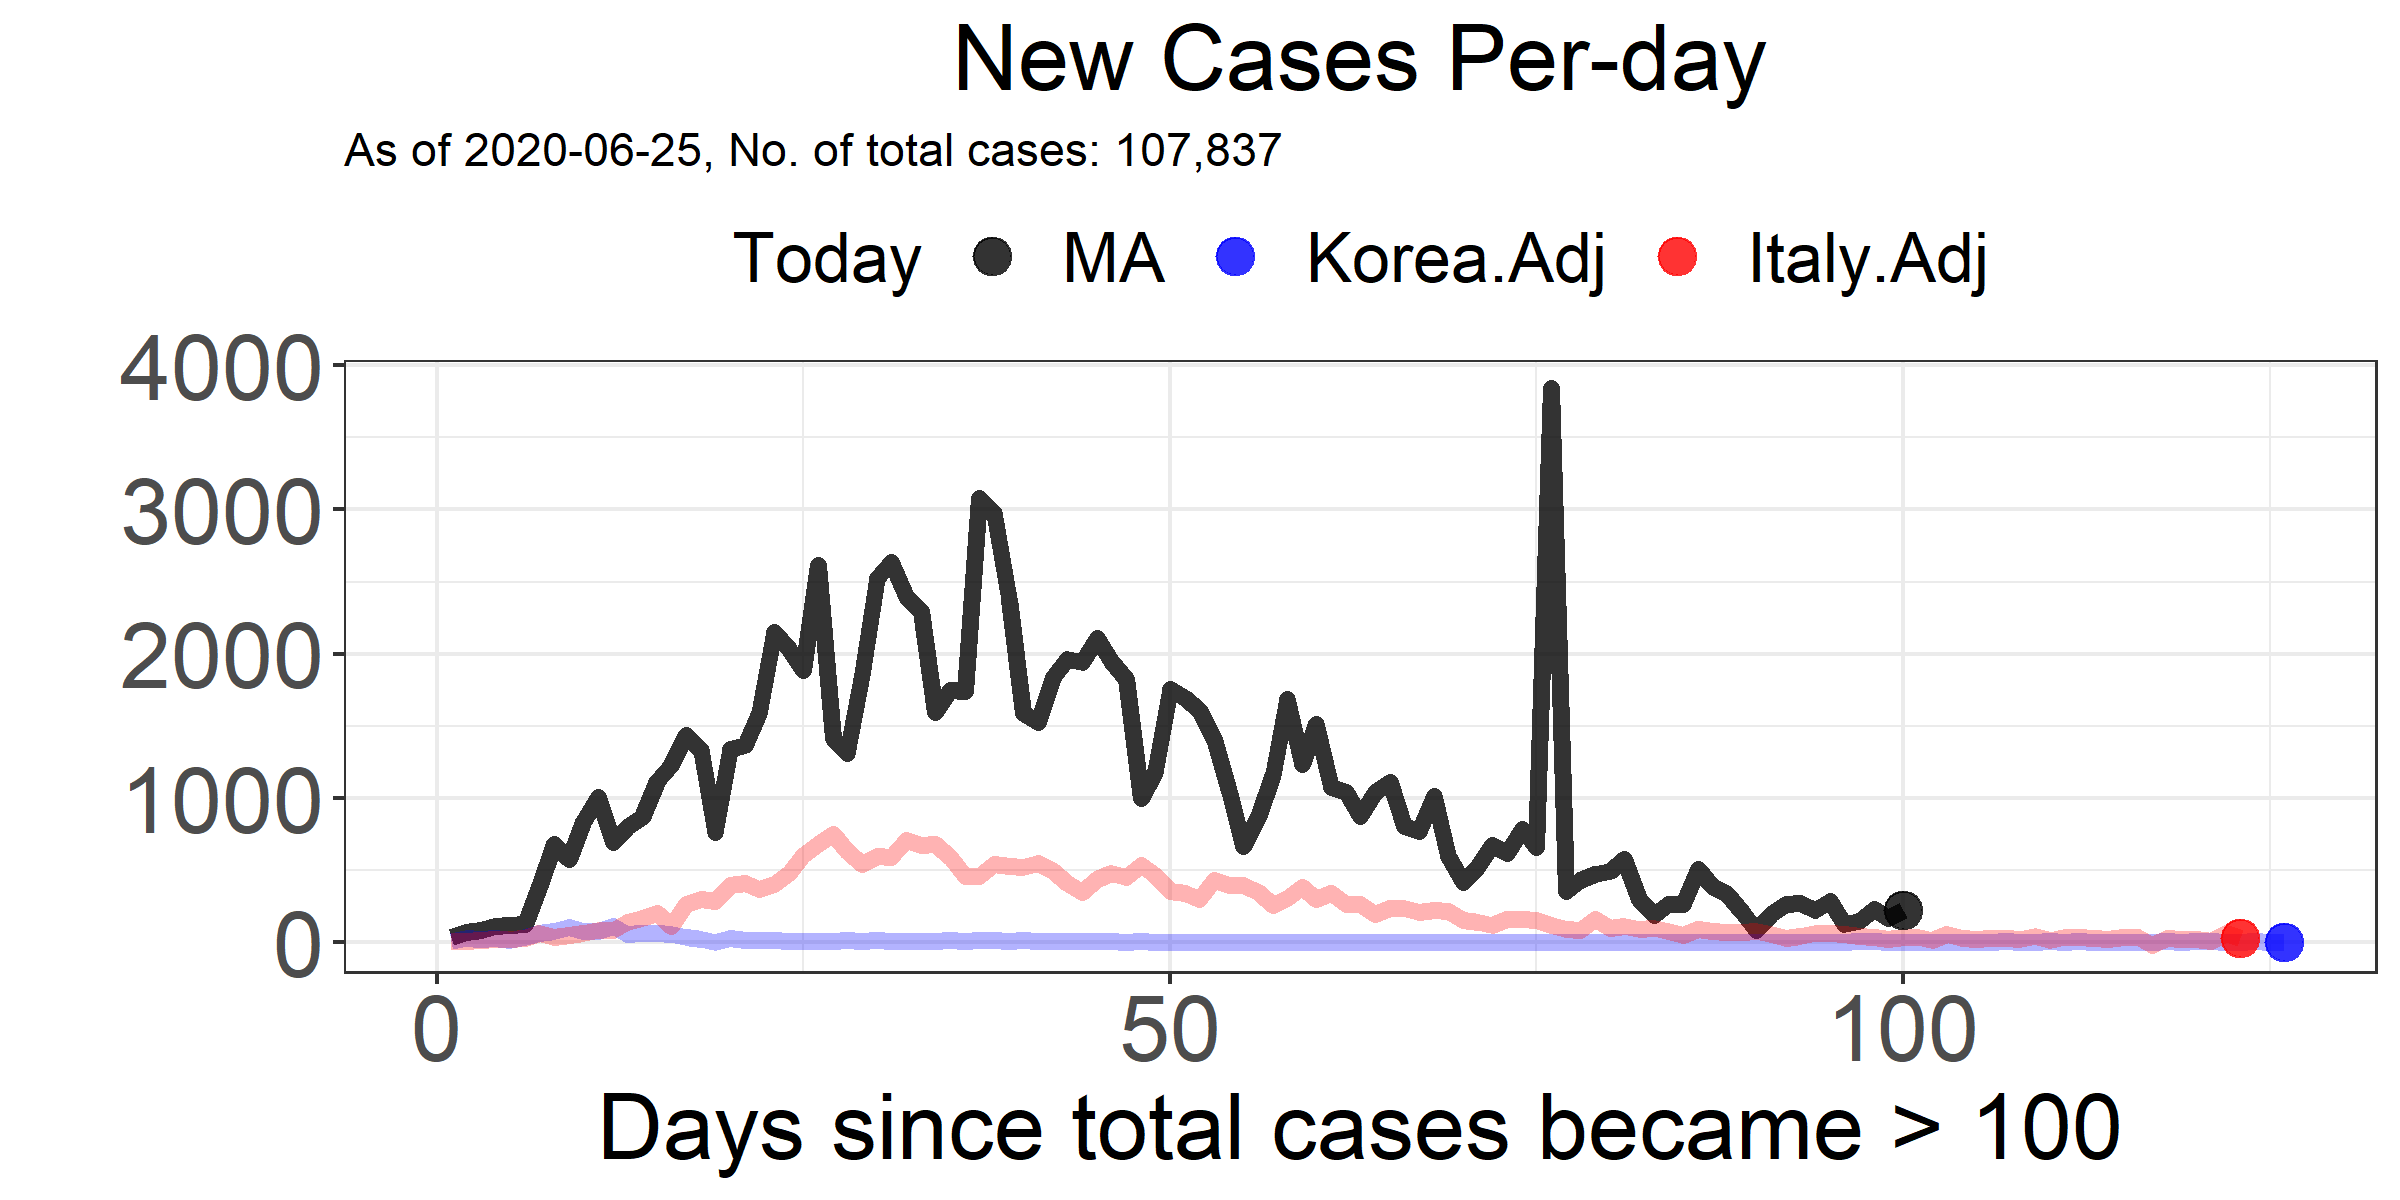 New Cases Per-day
As of 2020-06-25, No. of total cases: 107,837
Today MA Korea.Adj Italy.Adj
4000
3000
2000
1000
0
0 50 100
Days since total cases became > 100